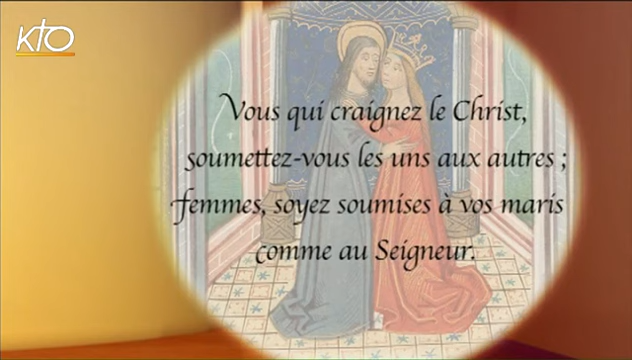 KTO
Vous qui craignez le Christ,
soumettez-vous les uns aux autres ;
femmes, soyez soumises à vos maris
comme au Seigneur.